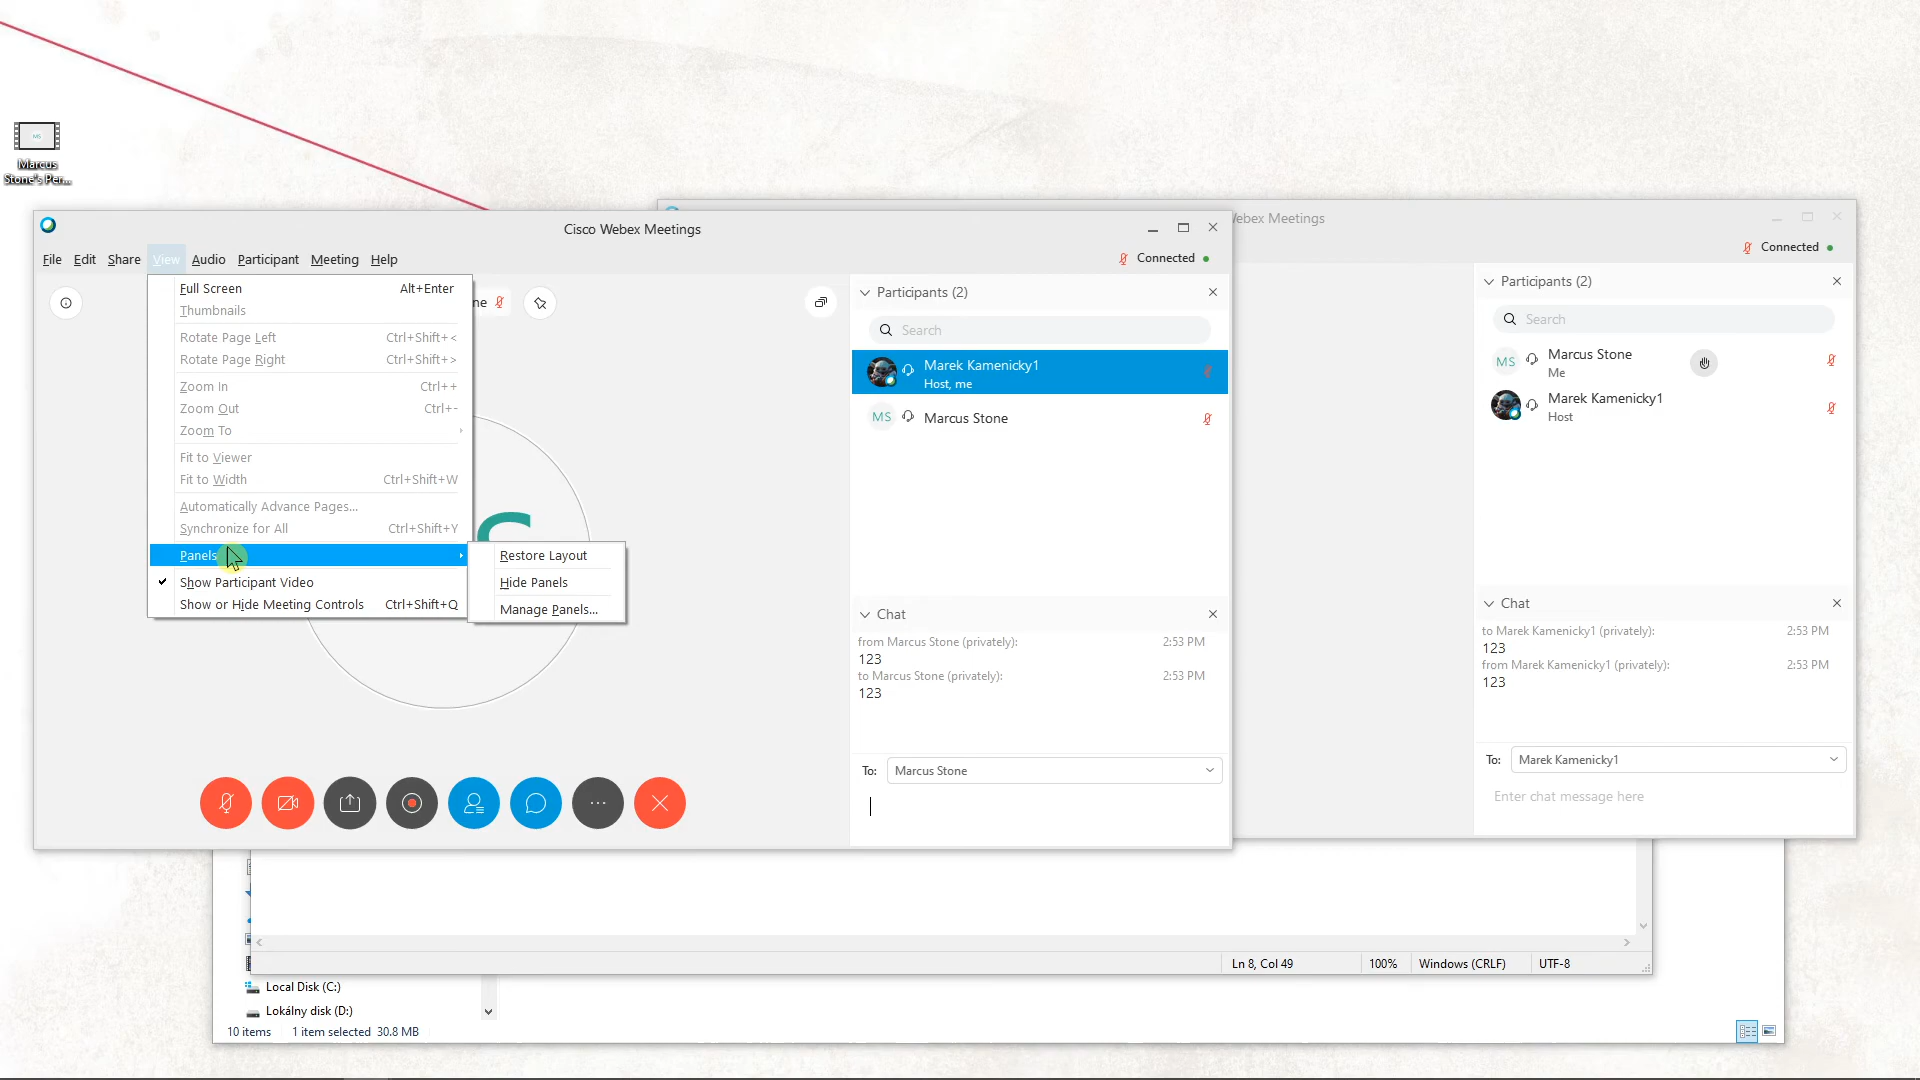 MS
Marcus
Stone's Per...
Cisco Webex Meetings
File Edit Share View Audio Participant Meeting Help
Connected
ne
Full Screen Alt+Enter
Thumbnails
Rotate Page Left Ctrl+Shift+<
Rotate Page Right Ctrl+Shift+>
Zoom In Ctrl++
Zoom Out Ctrl+-
Zoom To
Fit to Viewer
Fit to Width Ctrl+Shift+W
Automatically Advance Pages...
Synchronize for All Ctrl+Shift+Y
Panels
Show Participant Video
Show or Hide Meeting Controls Ctrl+Shift+Q
Restore Layout
Hide Panels
Manage Panels...
Participants (2)
Search
Marek Kamenicky1
Host, me
MS Marcus Stone
Chat
from Marcus Stone (privately): 2:53 PM
123
to Marcus Stone (privately): 2:53 PM
123
To: Marcus Stone
Webex Meetings
Connected
Participants (2)
Search
MS Marcus Stone
Me
Marek Kamenicky1
Host
Chat
to Marek Kamenicky1 (privately): 2:53 PM
123
from Marek Kamenicky1 (privately): 2:53 PM
123
To: Marek Kamenicky1
Enter chat message here
Ln 8, Col 49 100% Windows (CRLF) UTF-8
Local Disk (C:)
Lokálny disk (D:)
10 items 1 item selected 30.8 MB